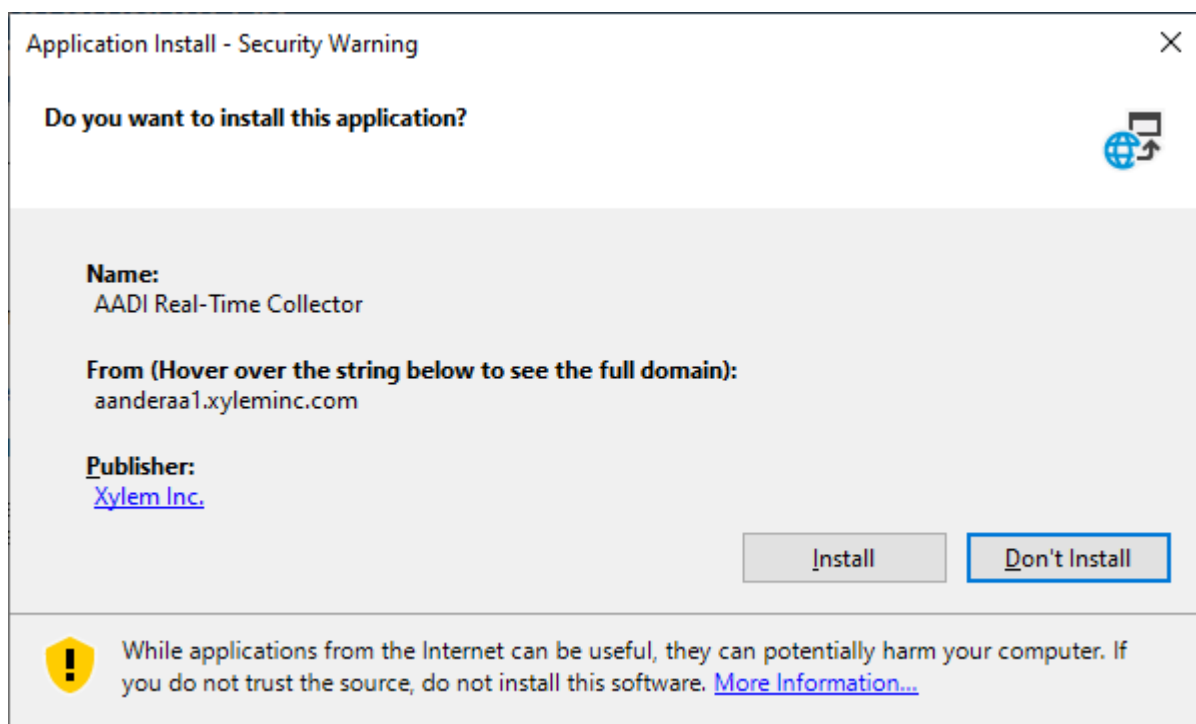 Application Install - Security Warning
Do you want to install this application?
Name:
AADI Real-Time Collector
From (Hover over the string below to see the full domain):
aanderaa1.xyleminc.com
Publisher:
Xylem Inc.
Install
Don't Install
While applications from the Internet can be useful, they can potentially harm your computer. If
you do not trust the source, do not install this software. More Information...